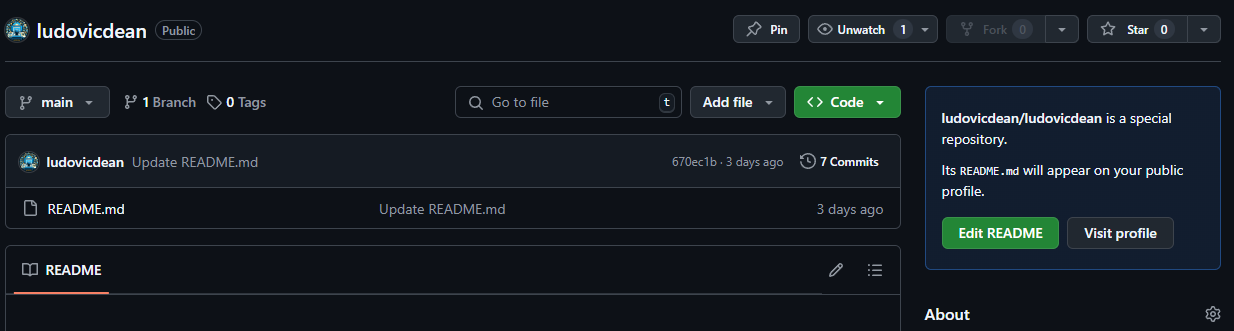 ludovicdean Public Pin Unwatch 1 Fork 0 Star 0
main 1 Branch 0 Tags Go to file t Add file Code
ludovicdean Update README.md 670ec1b · 3 days ago 7 Commits
README.md Update README.md 3 days ago
README
ludovicdean/ludovicdean is a special
repository.
Its README.md will appear on your public
profile.
Edit README Visit profile
About